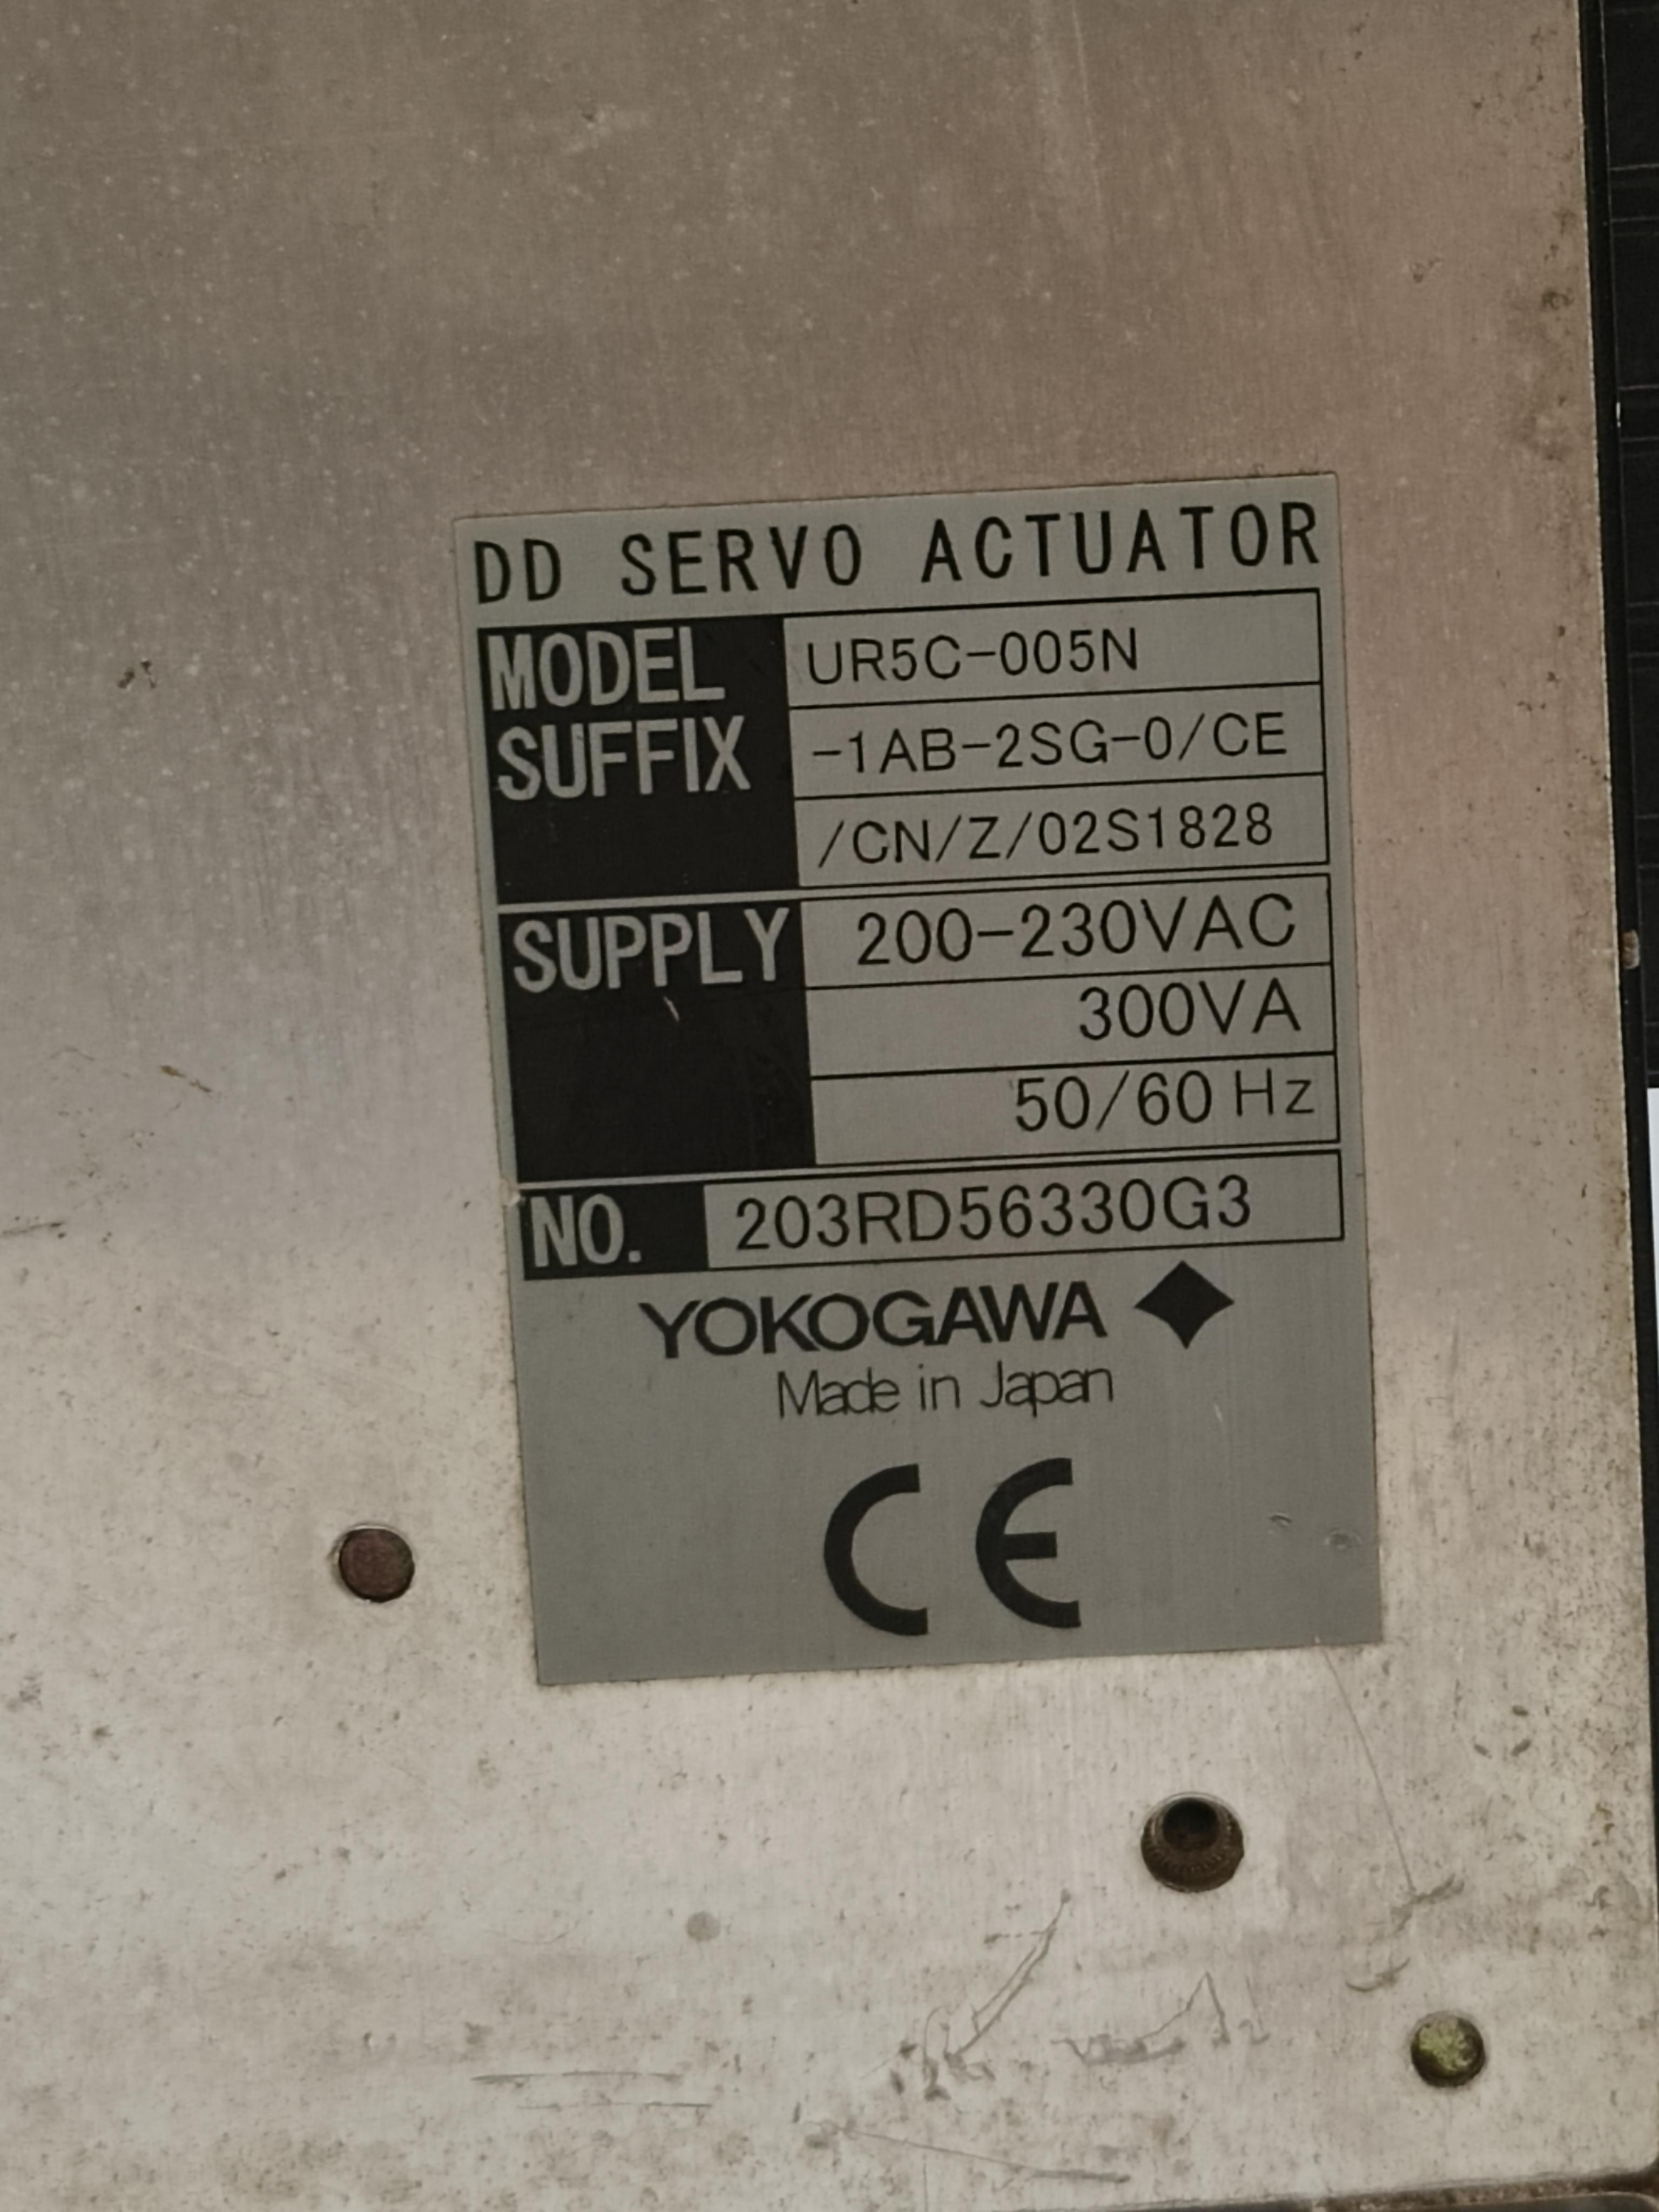 DD SERVO ACTUATOR
MODEL UR5C-005N
SUFFIX -1AB-2SG-0/CE
/CN/Z/02S1828
SUPPLY 200-230VAC
300VA
50/60 Hz
NO. 203RD56330G3
YOKOGAWA
Made in Japan
CE